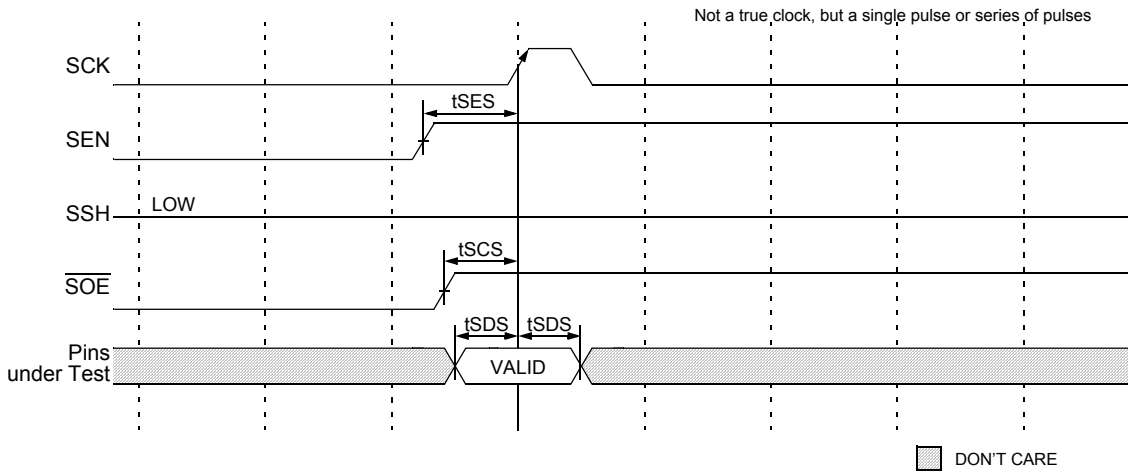 Not a true clock, but a single pulse or series of pulses
SCK
tSES
SEN
SSH
LOW
tSCS
SOE
tSDS
tSDS
Pins
under Test
VALID
DON'T CARE